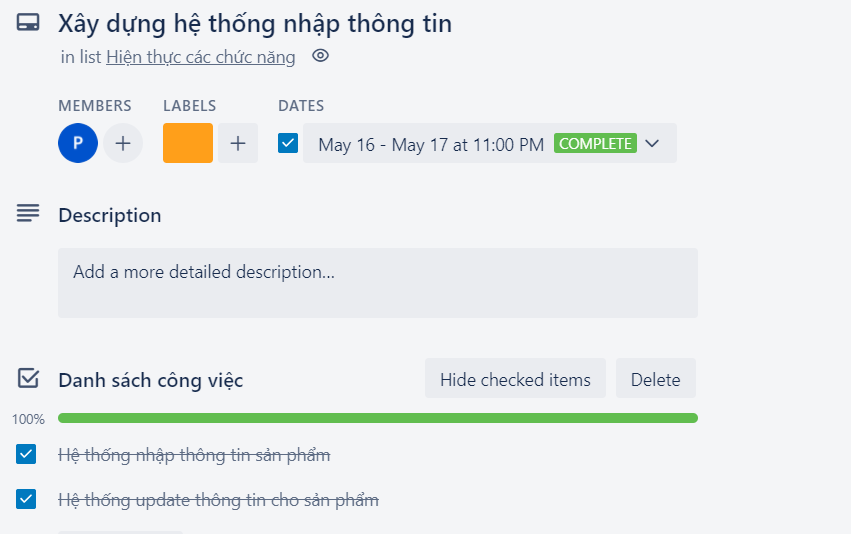 Xây dựng hệ thống nhập thông tin
in list Hiện thực các chức năng
MEMBERS LABELS DATES
P
May 16 - May 17 at 11:00 PM COMPLETE
Description
Add a more detailed description...
Danh sách công việc Hide checked items Delete
100%
Hệ thống nhập thông tin sản phẩm
Hệ thống update thông tin cho sản phẩm